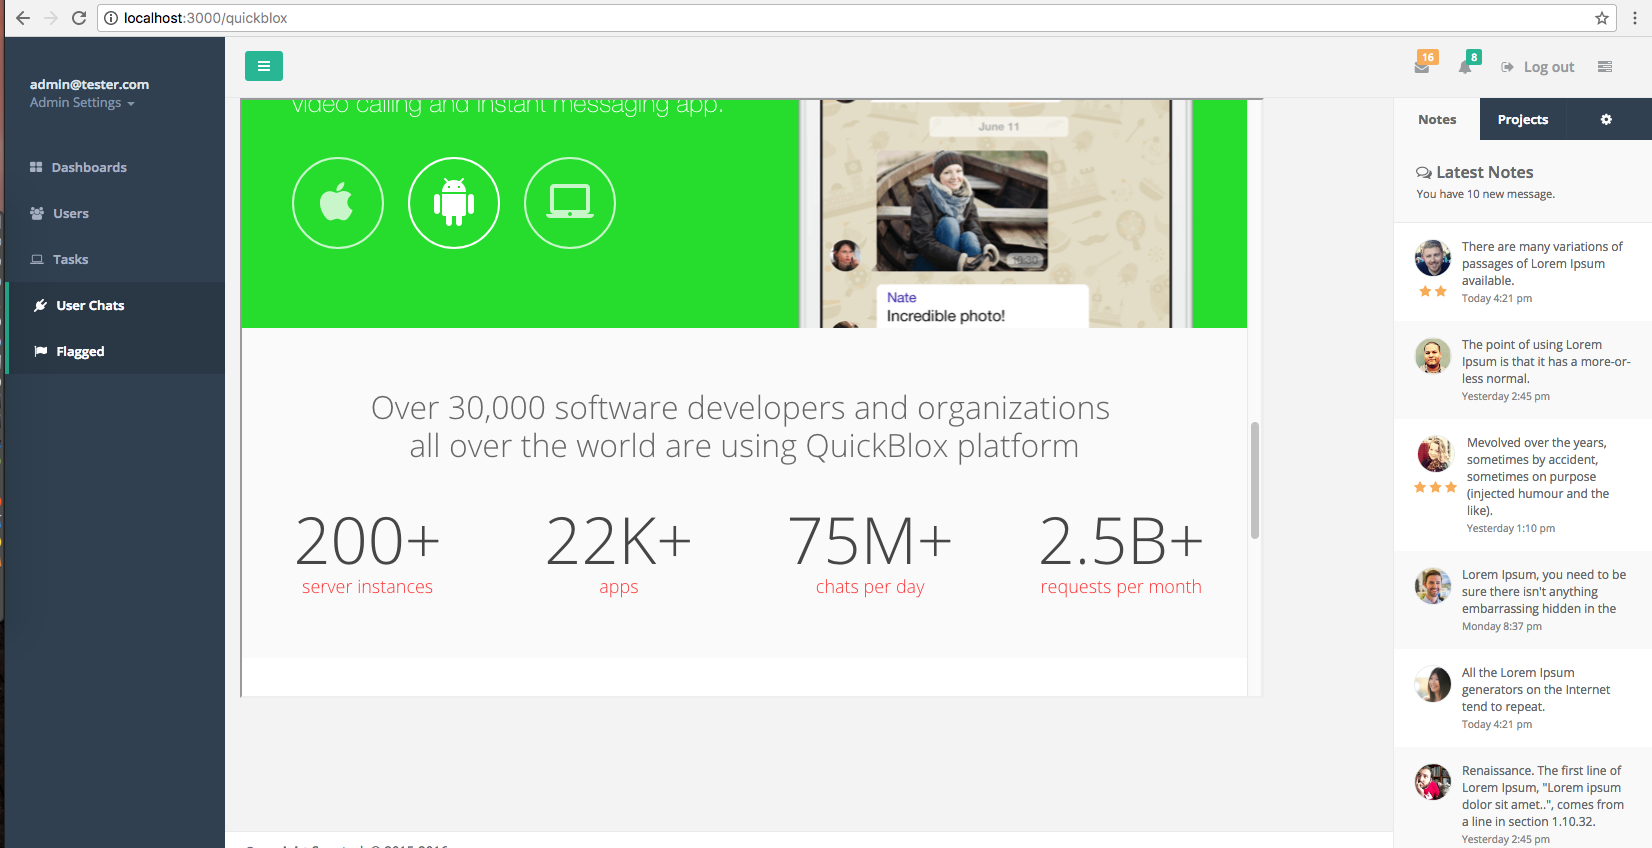 localhost:3000/quickblox
admin@tester.com
Admin Settings
Dashboards
Users
Tasks
User Chats
Flagged
16
8
Log out
video calling and instant messaging app.
June 11
19:30
Nate
Incredible photo!
Over 30,000 software developers and organizations
all over the world are using QuickBlox platform
200+
server instances
22K+
apps
75M+
chats per day
2.5B+
requests per month
Notes
Projects
Latest Notes
You have 10 new message.
There are many variations of
passages of Lorem Ipsum
available.
Today 4:21 pm
The point of using Lorem
Ipsum is that it has a more-or-
less normal.
Yesterday 2:45 pm
Mevolved over the years,
sometimes by accident,
sometimes on purpose
(injected humour and the
like).
Yesterday 1:10 pm
Lorem Ipsum, you need to be
sure there isn't anything
embarrassing hidden in the
Monday 8:37 pm
All the Lorem Ipsum
generators on the Internet
tend to repeat.
Today 4:21 pm
Renaissance. The first line of
Lorem Ipsum, "Lorem ipsum
dolor sit amet..", comes from
a line in section 1.10.32.
Yesterday 2:45 pm